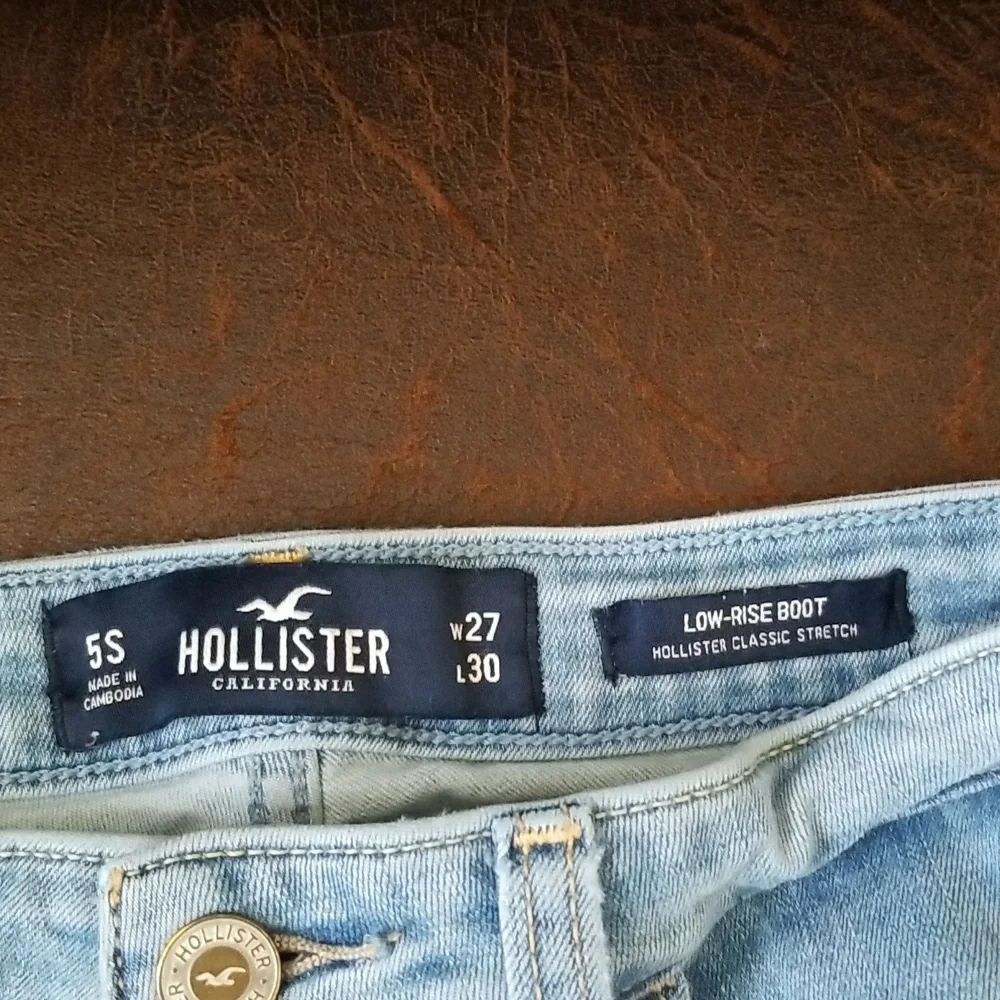 5S
MADE IN
CAMBODIA
HOLLISTER
CALIFORNIA
W27
L30
LOW-RISE BOOT
HOLLISTER CLASSIC STRETCH
HOLLISTER